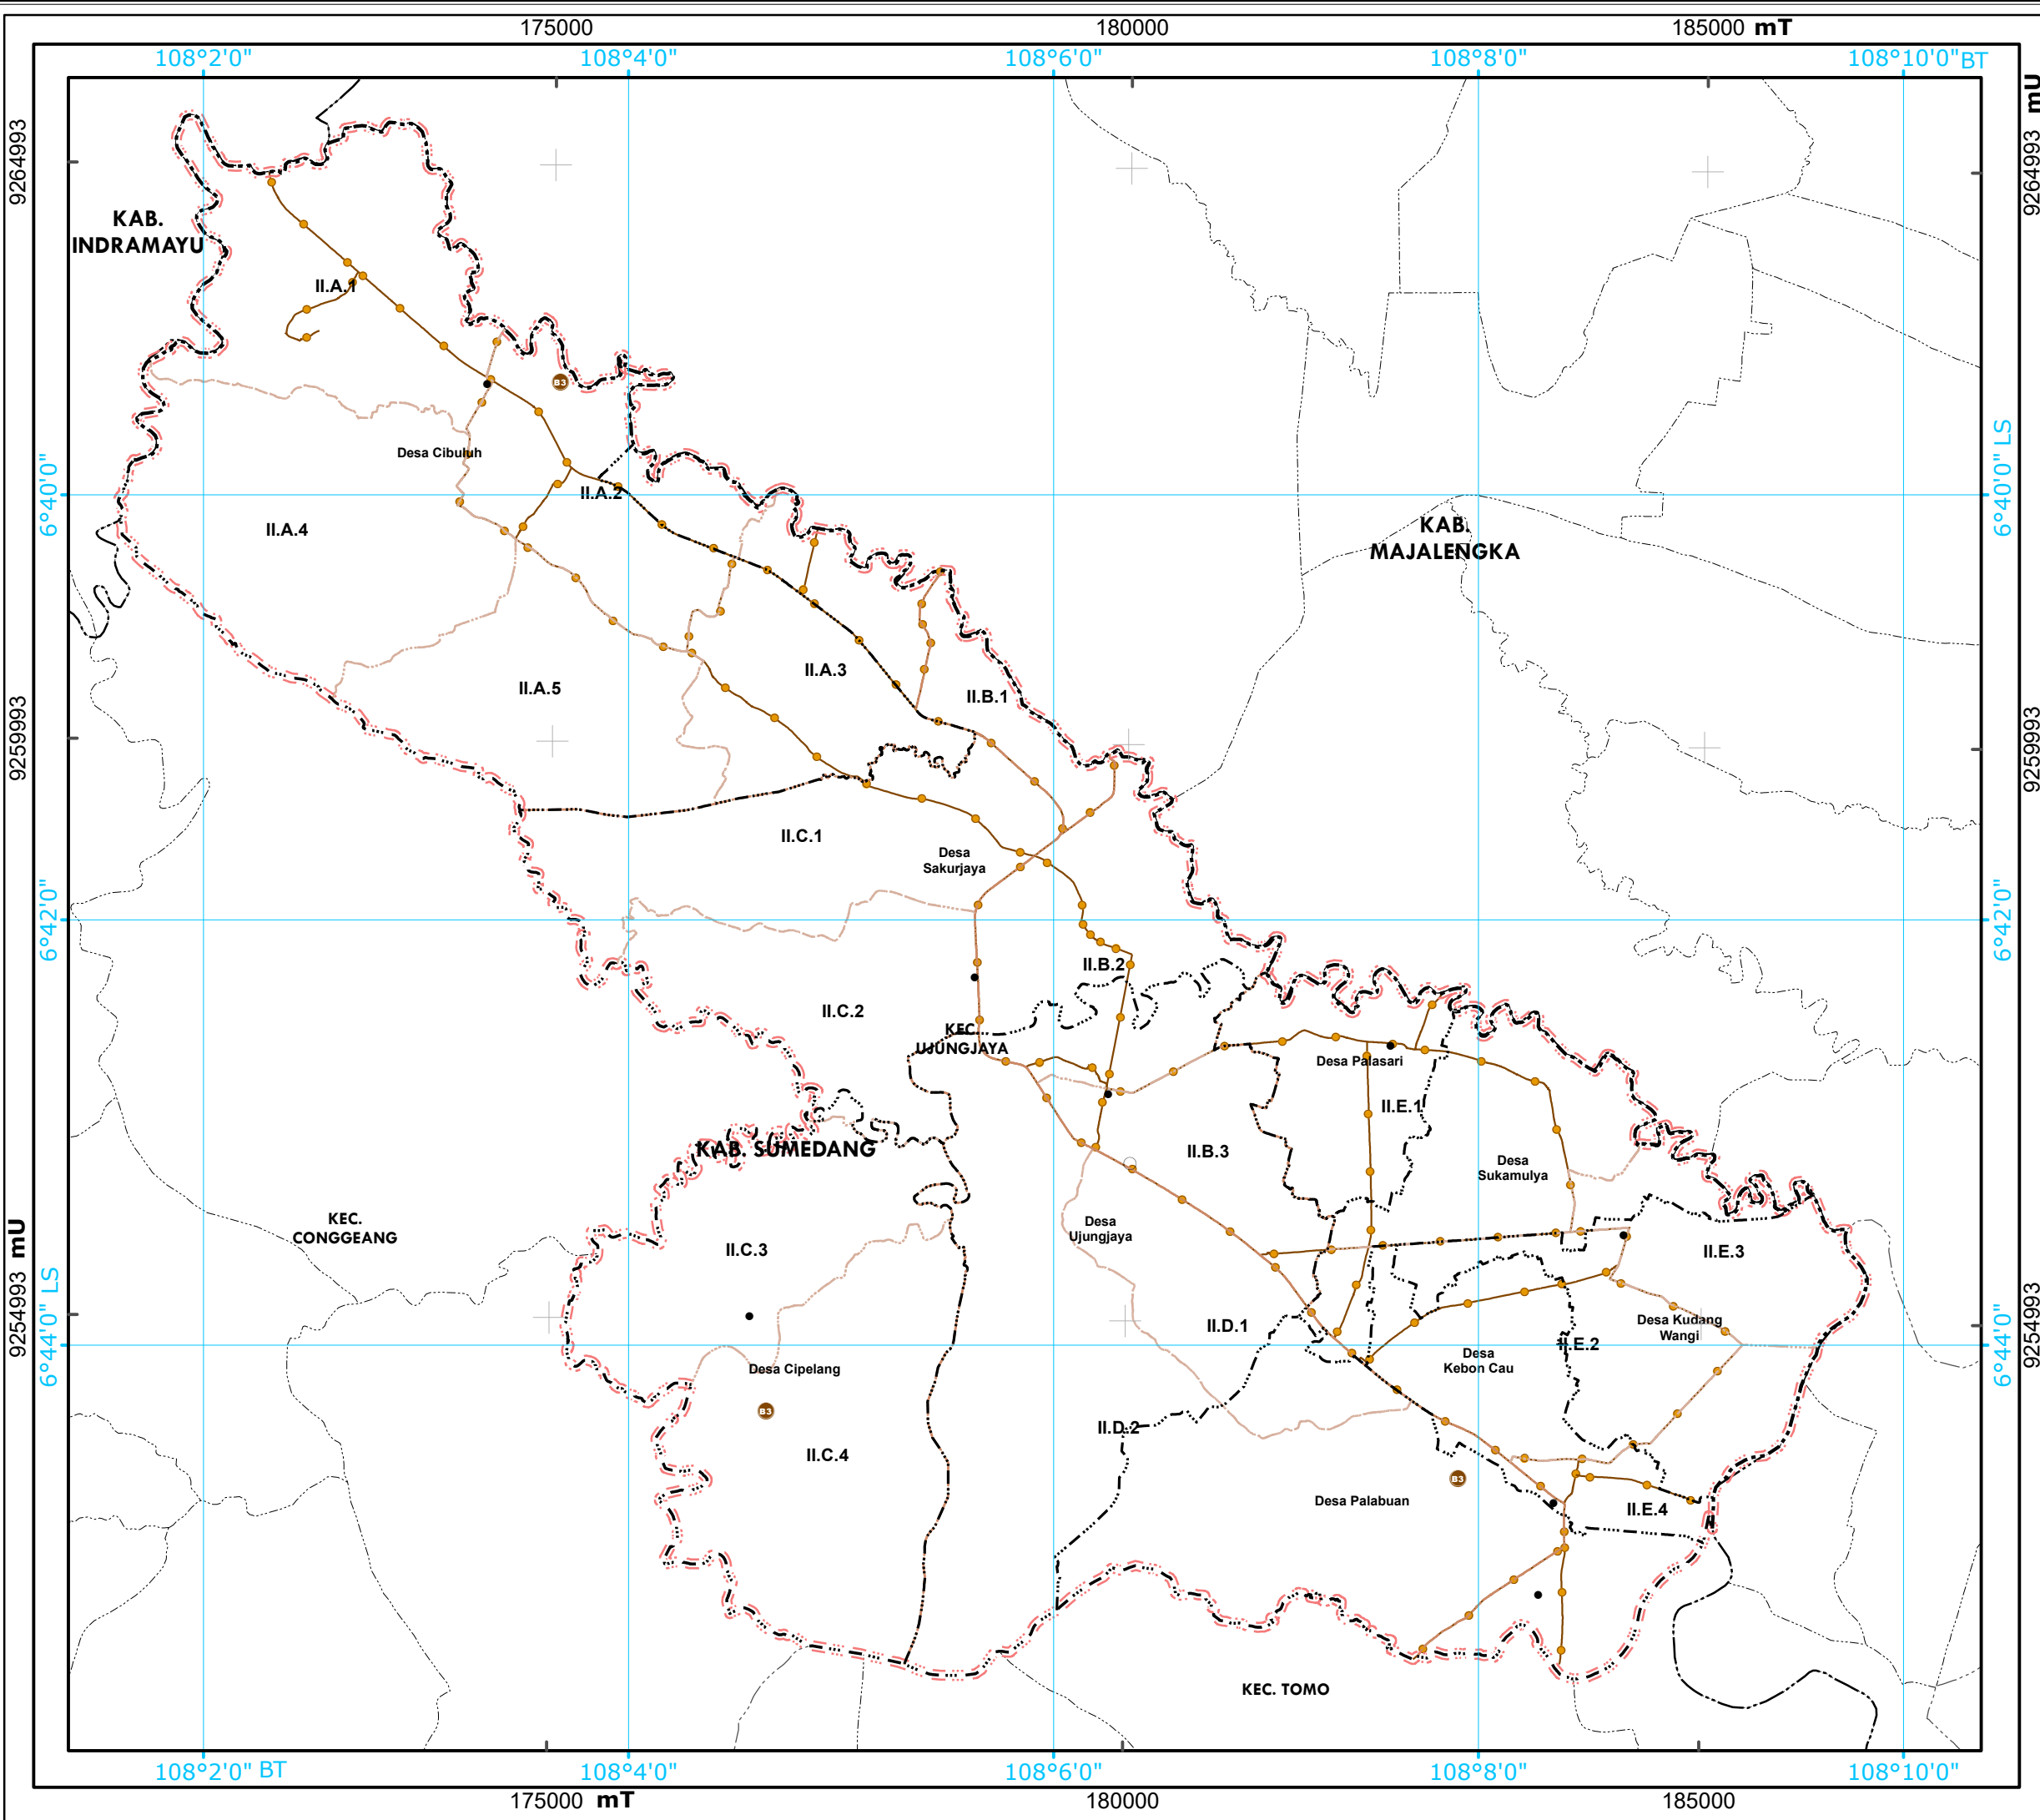 175000
180000
185000 mT
108°2'0"
108°4'0"
108°6'0"
108°8'0"
108°10'0"BT
mU
9264993
9264993
KAB.
INDRAMAYU
II.A.1
B3
Desa Cibuluh
6°40'0"
6°40'0" LS
II.A.2
II.A.4
KAB.
MAJALENGKA
II.A.3
II.A.5
II.B.1
9259993
9259993
II.C.1
Desa
Sakurjaya
6°42'0"
6°42'0"
II.B.2
II.C.2
KEC.
UJUNGJAYA
Desa Palasari
II.E.1
KAB. SUMEDANG
II.B.3
Desa
Sukamulya
KEC.
CONGGEANG
Desa
Ujungjaya
II.C.3
II.E.3
9254993 mU
6°44'0" LS
9254993
6°44'0"
II.D.1
Desa Kudang
Wangi
II.E.2
Desa
Kebon Cau
Desa Cipelang
B3
II.D.2
II.C.4
B3
Desa Palabuan
II.E.4
KEC. TOMO
108°2'0" BT
108°4'0"
108°6'0"
108°8'0"
108°10'0"
175000 mT
180000
185000